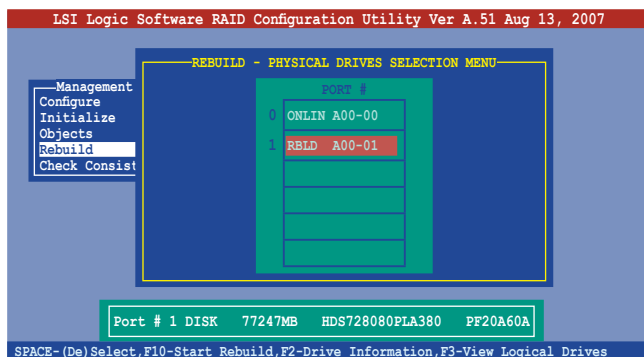 LSI Logic Software RAID Configuration Utility Ver A.51 Aug 13, 2007
REBUILD - PHYSICAL DRIVES SELECTION MENU
Management
Configure
Initialize
Objects
Rebuild
Check Consist
PORT #
0 ONLIN A00-00
1 RBLD A00-01
Port # 1 DISK 77247MB HDS728080PLA380 PF20A60A
SPACE-(De)Select,F10-Start Rebuild,F2-Drive Information,F3-View Logical Drives